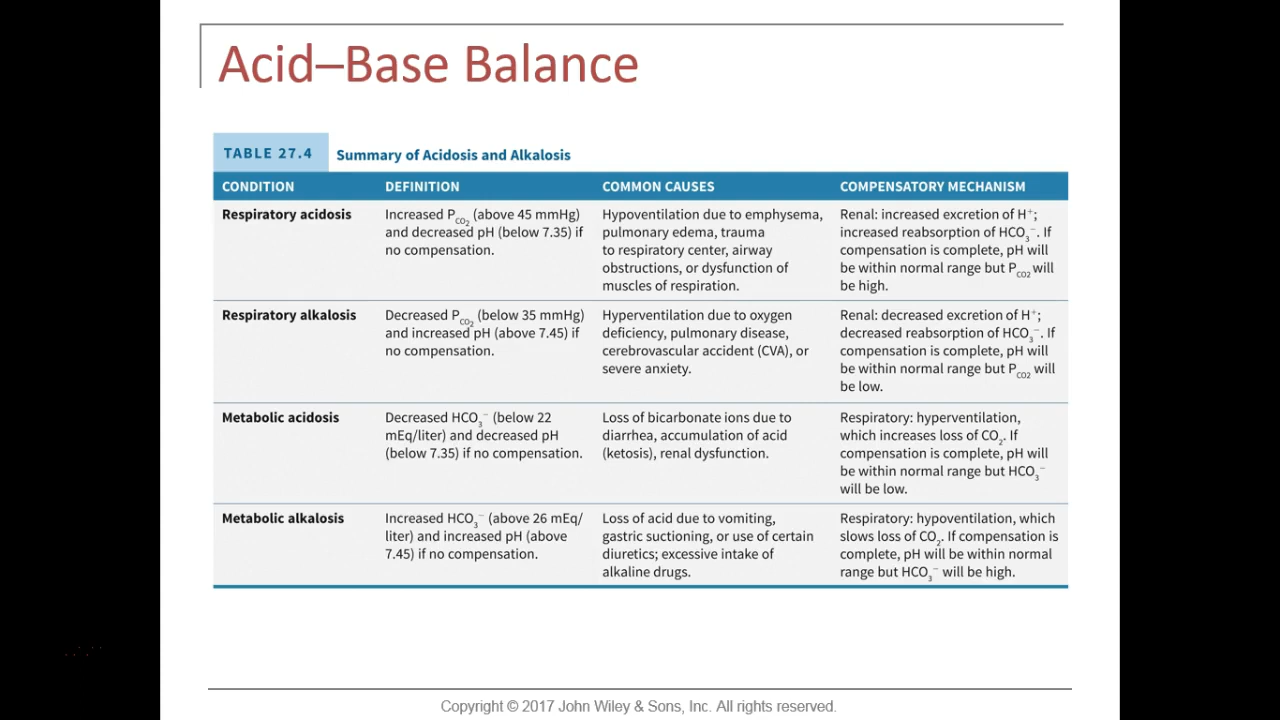 Acid–Base Balance
TABLE 27.4 Summary of Acidosis and Alkalosis
CONDITION DEFINITION COMMON CAUSES COMPENSATORY MECHANISM
Respiratory acidosis
Increased PCO2 (above 45 mmHg)
and decreased pH (below 7.35) if
no compensation.
Hypoventilation due to emphysema,
pulmonary edema, trauma
to respiratory center, airway
obstructions, or dysfunction of
muscles of respiration.
Renal: increased excretion of H⁺;
increased reabsorption of HCO₃⁻. If
compensation is complete, pH will
be within normal range but PCO2 will
be high.
Respiratory alkalosis
Decreased PCO2 (below 35 mmHg)
and increased pH (above 7.45) if
no compensation.
Hyperventilation due to oxygen
deficiency, pulmonary disease,
cerebrovascular accident (CVA), or
severe anxiety.
Renal: decreased excretion of H⁺;
decreased reabsorption of HCO₃⁻. If
compensation is complete, pH will
be within normal range but PCO2 will
be low.
Metabolic acidosis
Decreased HCO₃⁻ (below 22
mEq/liter) and decreased pH
(below 7.35) if no compensation.
Loss of bicarbonate ions due to
diarrhea, accumulation of acid
(ketosis), renal dysfunction.
Respiratory: hyperventilation,
which increases loss of CO₂. If
compensation is complete, pH will
be within normal range but HCO₃⁻
will be low.
Metabolic alkalosis
Increased HCO₃⁻ (above 26 mEq/
liter) and increased pH (above
7.45) if no compensation.
Loss of acid due to vomiting,
gastric suctioning, or use of certain
diuretics; excessive intake of
alkaline drugs.
Respiratory: hypoventilation, which
slows loss of CO₂. If compensation is
complete, pH will be within normal
range but HCO₃⁻ will be high.
Copyright © 2017 John Wiley & Sons, Inc. All rights reserved.